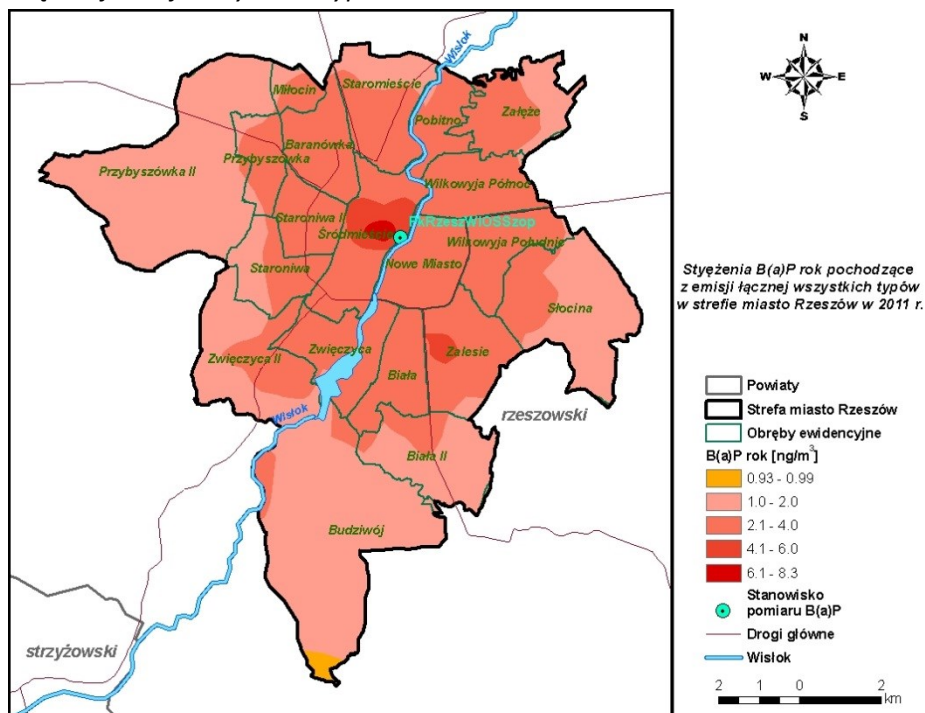 Wisłok
Staromieście
Miłocin
Załęże
Pobitno
Baranówka
Przybyszówka
Przybyszówka II
Wilkowyja Północ
Staroniwa I
PkRzeszWIOSSzop
Śródmieście
Wilkowyja Południe
Staroniwa
Nowe Miasto
Słocina
Zwięczyca
Zalesie
Zwięczyca II
Biała
Wisłok
rzeszowski
Biała II
Budziwój
strzyżowski
N
W E
S
Styężenia B(a)P rok pochodzące
z emisji łącznej wszystkich typów
w strefie miasto Rzeszów w 2011 r.
Powiaty
Strefa miasto Rzeszów
Obręby ewidencyjne
B(a)P rok [ng/m³]
0.93 - 0.99
1.0 - 2.0
2.1 - 4.0
4.1 - 6.0
6.1 - 8.3
Stanowisko
pomiaru B(a)P
Drogi główne
Wisłok
2 1 0 2
km